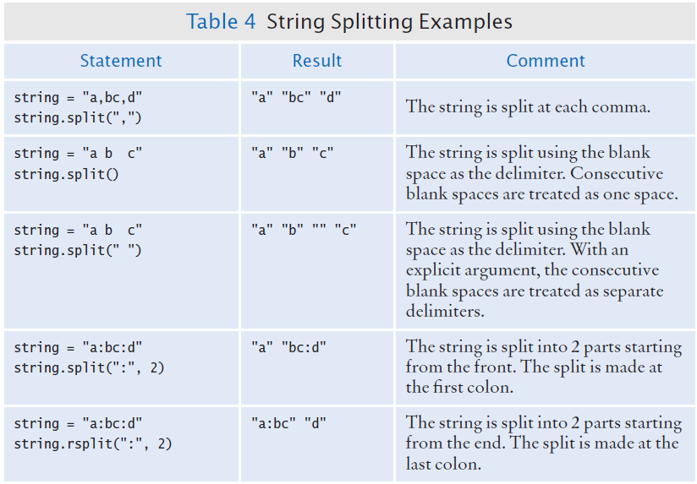 Table 4 String Splitting Examples
Statement Result Comment
string = "a,bc,d"
string.split(",")
"a" "bc" "d"
The string is split at each comma.
string = "a b  c"
string.split()
"a" "b" "c"
The string is split using the blank
space as the delimiter. Consecutive
blank spaces are treated as one space.
string = "a b  c"
string.split(" ")
"a" "b" "" "c"
The string is split using the blank
space as the delimiter. With an
explicit argument, the consecutive
blank spaces are treated as separate
delimiters.
string = "a:bc:d"
string.split(":", 2)
"a" "bc:d"
The string is split into 2 parts starting
from the front. The split is made at
the first colon.
string = "a:bc:d"
string.rsplit(":", 2)
"a:bc" "d"
The string is split into 2 parts starting
from the end. The split is made at the
last colon.